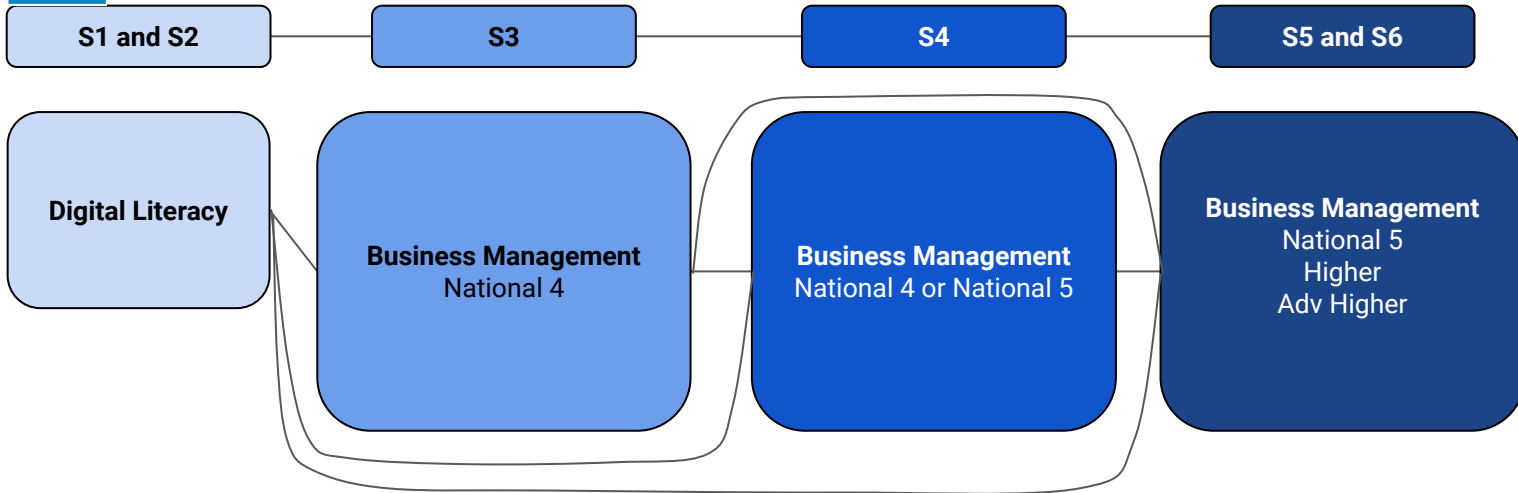 S1 and S2
S3
S4
S5 and S6
Digital Literacy
Business Management
National 4
Business Management
National 4 or National 5
Business Management
National 5
Higher
Adv Higher